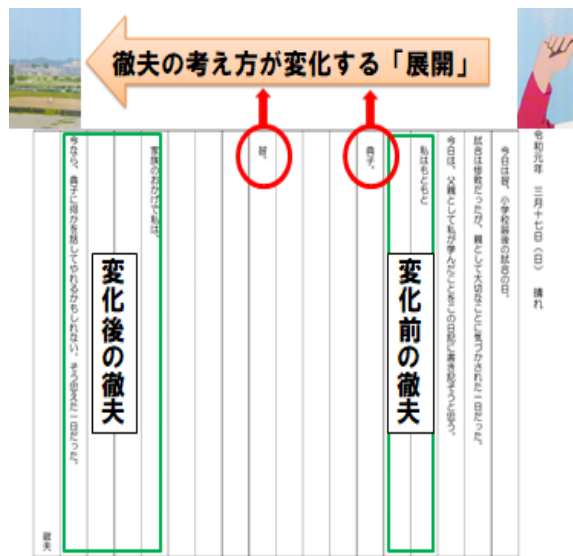 徹夫の考え方が変化する「展開」
令和元年 三月十七日(日) 晴れ
今日は智、小学校最後の試合の日。
試合は惨敗だったが、親として大切なことに気づかされた一日だった。
今日は、父親として私が学んだことをこの日記に書き記そうと思う。
私はもともと
変化前の徹夫
典子。
智。
家族のおかげで私は、
変化後の徹夫
今なら、典子に何かを話してやれるかもしれない。そう思えた一日だった。
徹夫